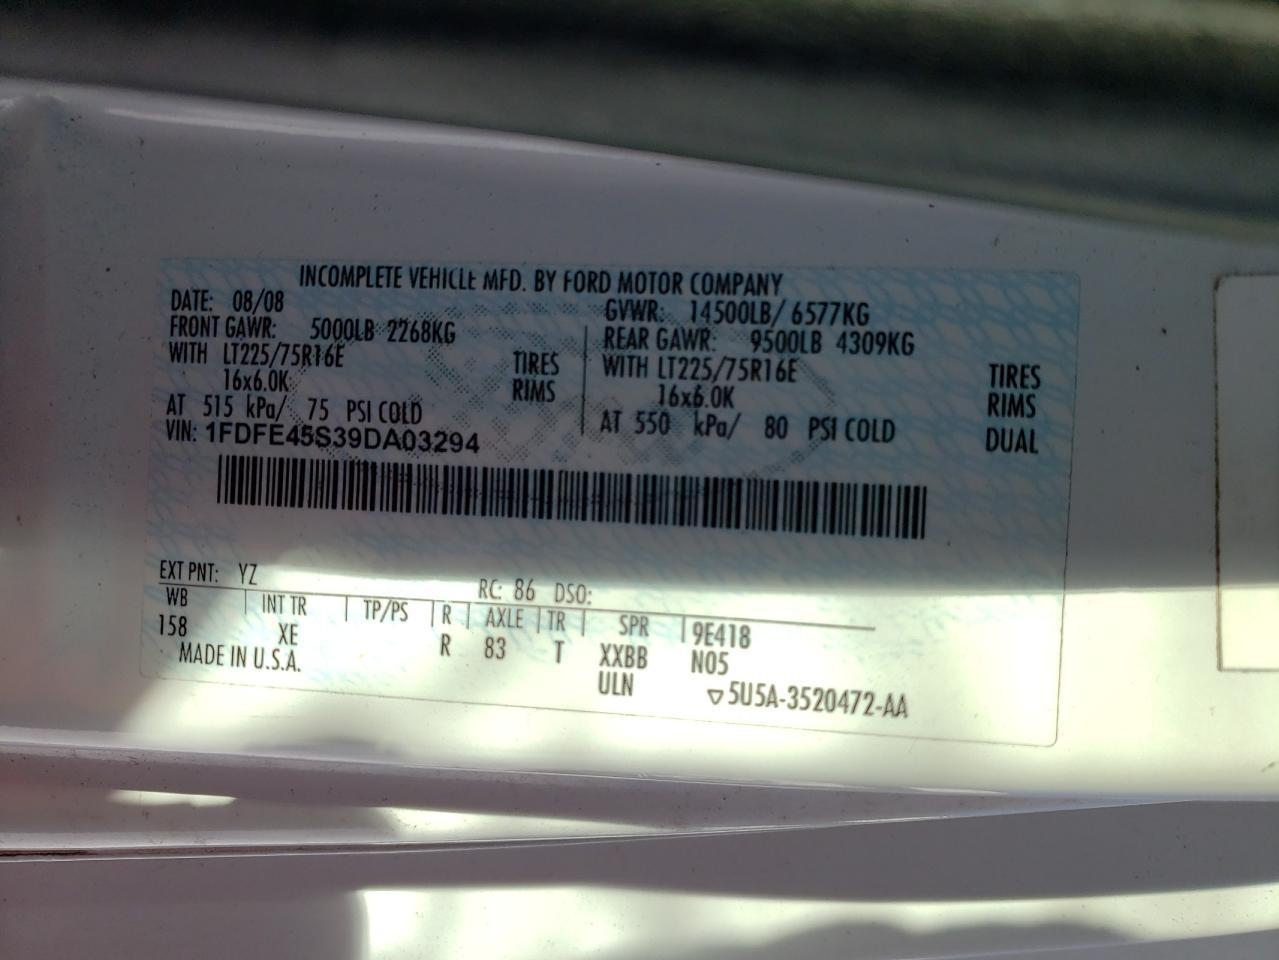 INCOMPLETE VEHICLE MFD. BY FORD MOTOR COMPANY
DATE: 08/08 GVWR: 14500LB/ 6577KG
FRONT GAWR: 5000LB 2268KG REAR GAWR: 9500LB 4309KG
WITH LT225/75R16E TIRES WITH LT225/75R16E TIRES
16x6.0K RIMS 16x6.0K RIMS
AT 515 kPa/ 75 PSI COLD AT 550 kPa/ 80 PSI COLD DUAL
VIN: 1FDFE45S39DA03294
EXT PNT: YZ RC: 86 DSO:
WB INT TR TP/PS R AXLE TR SPR 9E418
158 XE R 83 T XXBB N05
MADE IN U.S.A. ULN 5U5A-3520472-AA